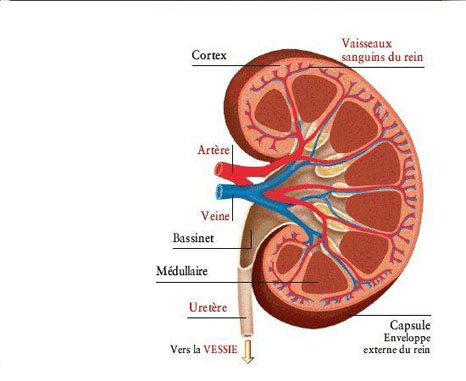 Vaisseaux
sanguins du rein
Cortex
Artère
Veine
Bassinet
Médullaire
Uretère
Capsule
Enveloppe
externe du rein
Vers la VESSIE